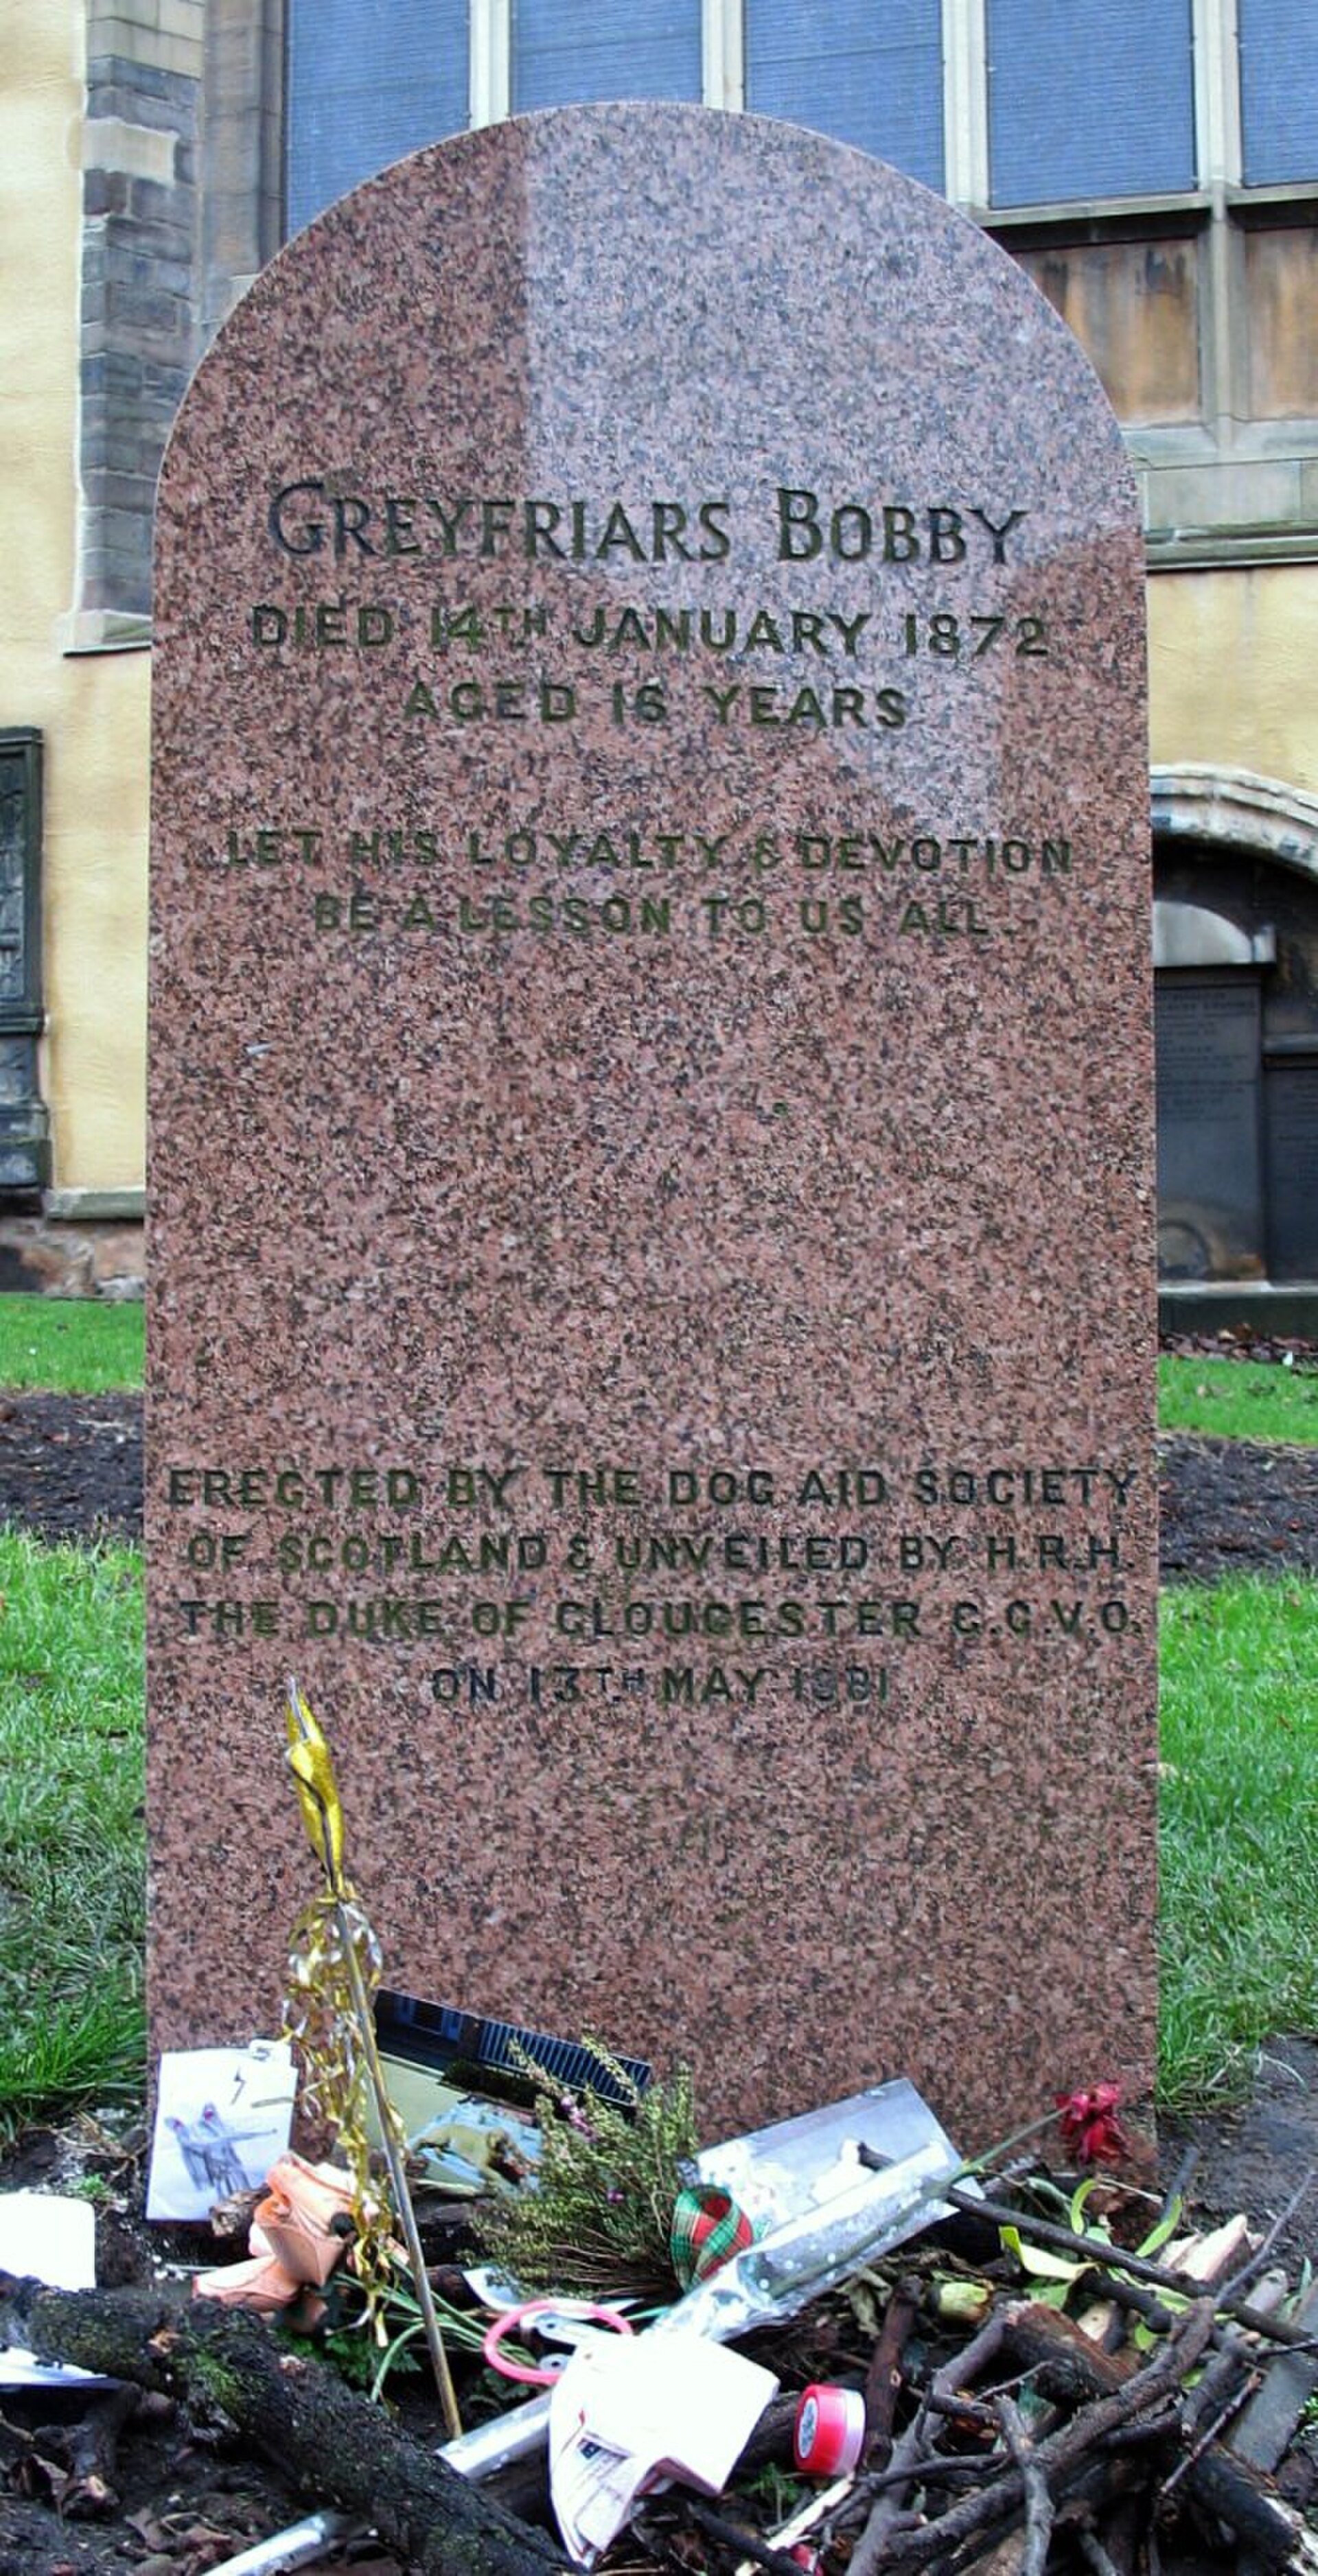 GREYFRIARS BOBBY
DIED 14TH JANUARY 1872
AGED 16 YEARS
LET HIS LOYALTY & DEVOTION
BE A LESSON TO US ALL.
ERECTED BY THE DOG AID SOCIETY
OF SCOTLAND & UNVEILED BY H.R.H.
THE DUKE OF GLOUCESTER G.C.V.O.
ON 13TH MAY 1981